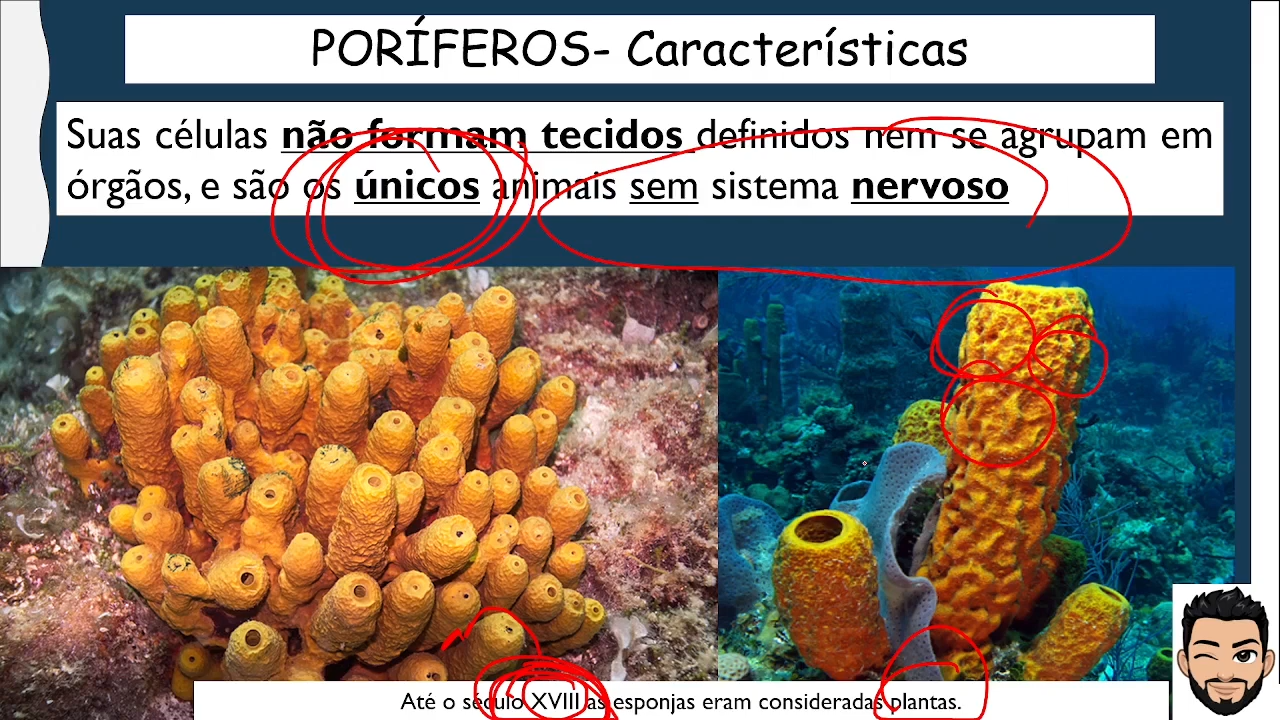 PORÍFEROS- Características
Suas células não formam tecidos definidos nem se agrupam em
órgãos, e são os únicos animais sem sistema nervoso
Até o século XVIII as esponjas eram consideradas plantas.